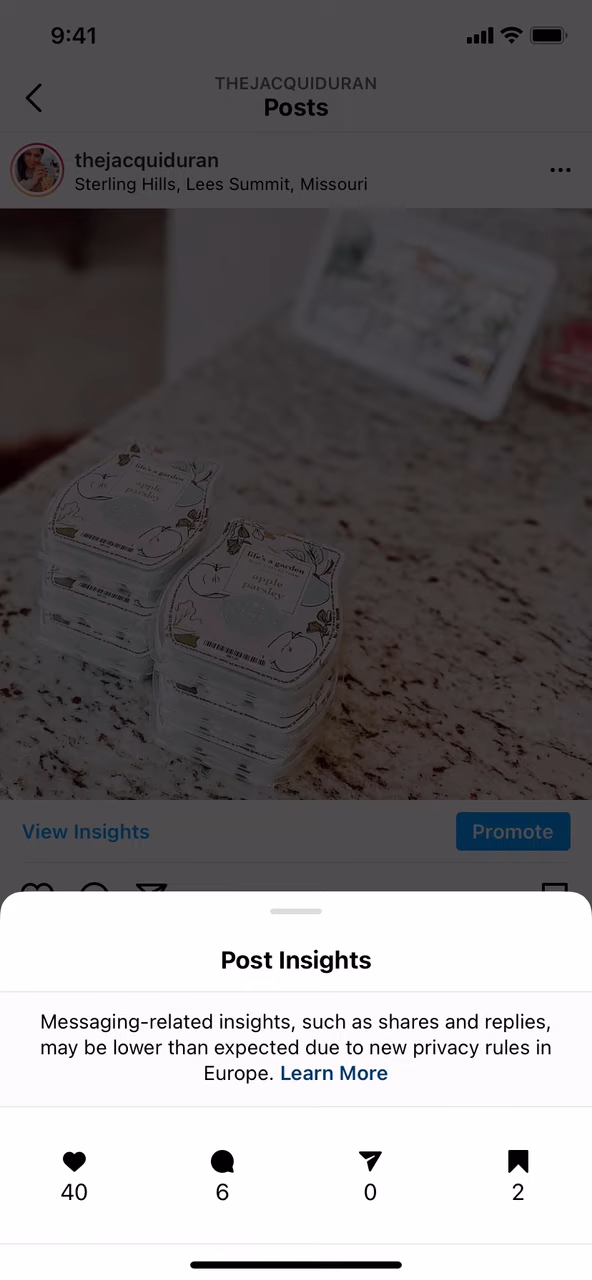 9:41
THEJACQUIDURAN
Posts
thejacquiduran
Sterling Hills, Lees Summit, Missouri
life's a garden
apple
parsley
life's a garden
apple
parsley
View Insights
Promote
Post Insights
Messaging-related insights, such as shares and replies,
may be lower than expected due to new privacy rules in
Europe. Learn More
40
6
0
2